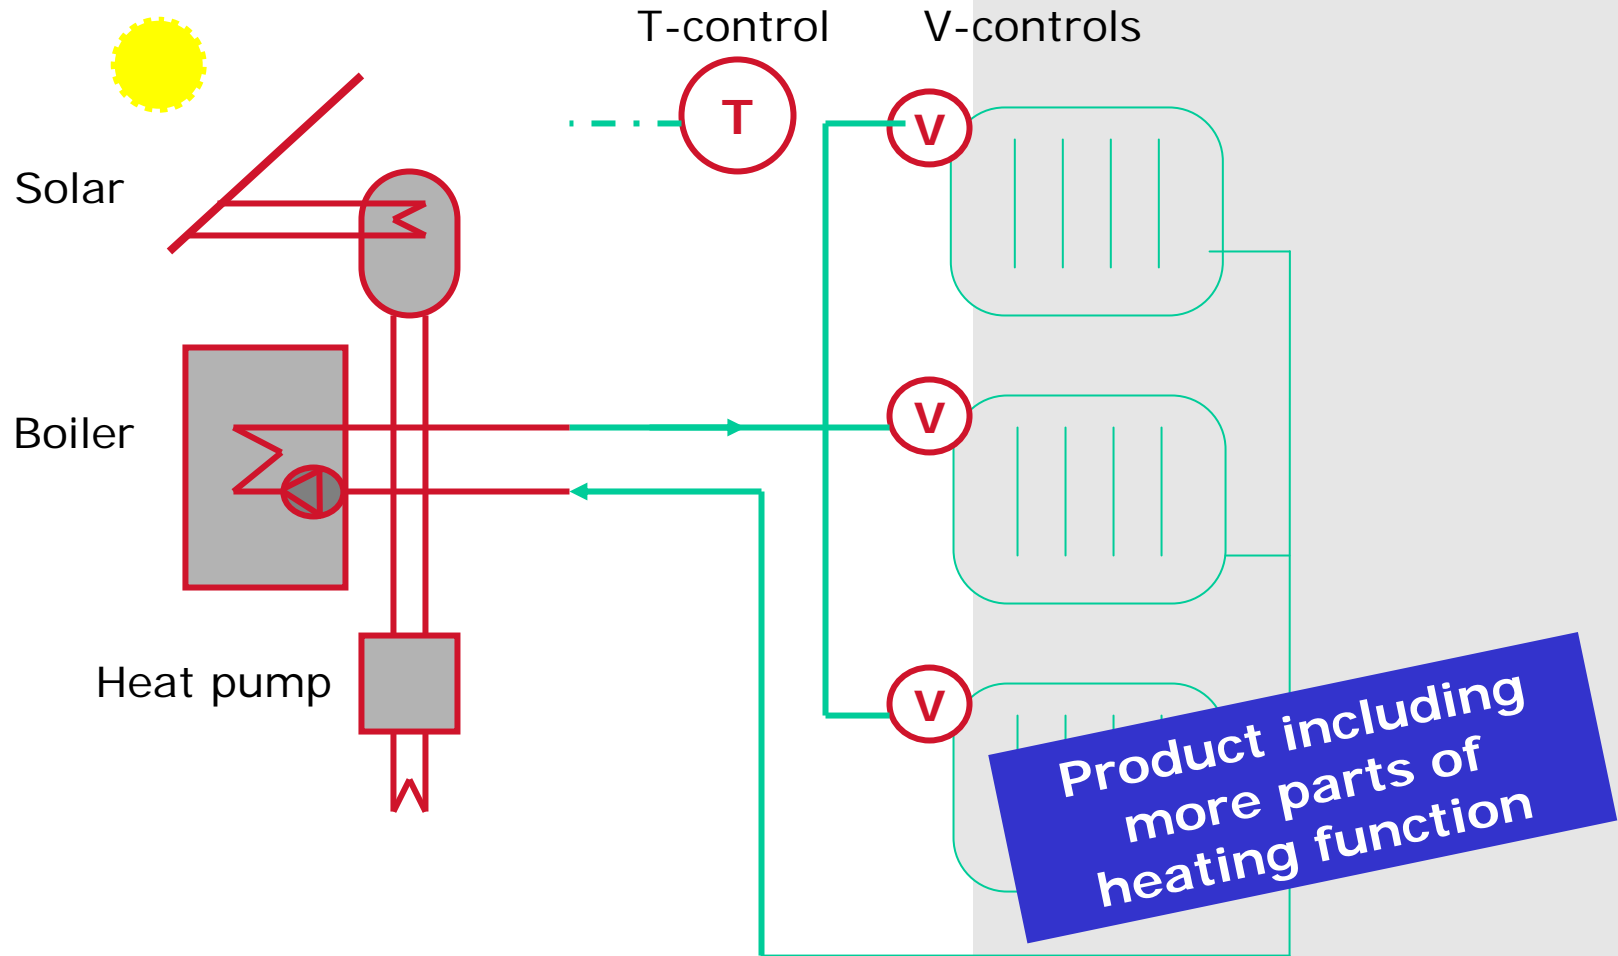 T-control
V-controls
T
V
Solar
Boiler
V
Heat pump
V
Product including
more parts of
heating function